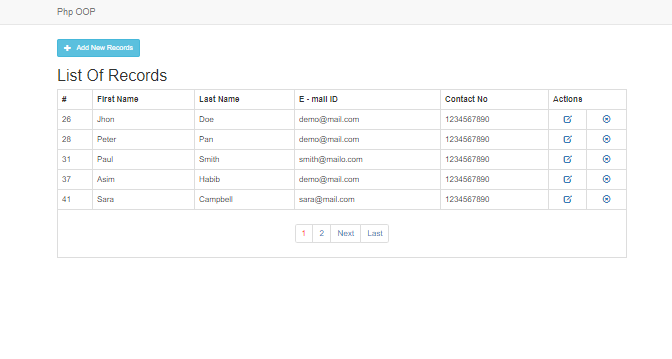 Php OOP
Add New Records
List Of Records
# First Name Last Name E - mail ID Contact No Actions
26 Jhon Doe demo@mail.com 1234567890
28 Peter Pan demo@mail.com 1234567890
31 Paul Smith smith@mailo.com 1234567890
37 Asim Habib demo@mail.com 1234567890
41 Sara Campbell sara@mail.com 1234567890
1 2 Next Last